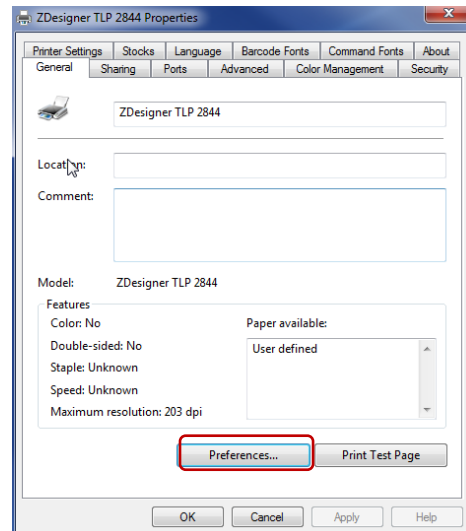 ZDesigner TLP 2844 Properties
Printer Settings Stocks Language Barcode Fonts Command Fonts About
General Sharing Ports Advanced Color Management Security
ZDesigner TLP 2844
Location:
Comment:
Model: ZDesigner TLP 2844
Features
Color: No Paper available:
Double-sided: No User defined
Staple: Unknown
Speed: Unknown
Maximum resolution: 203 dpi
Preferences... Print Test Page
OK Cancel Apply Help